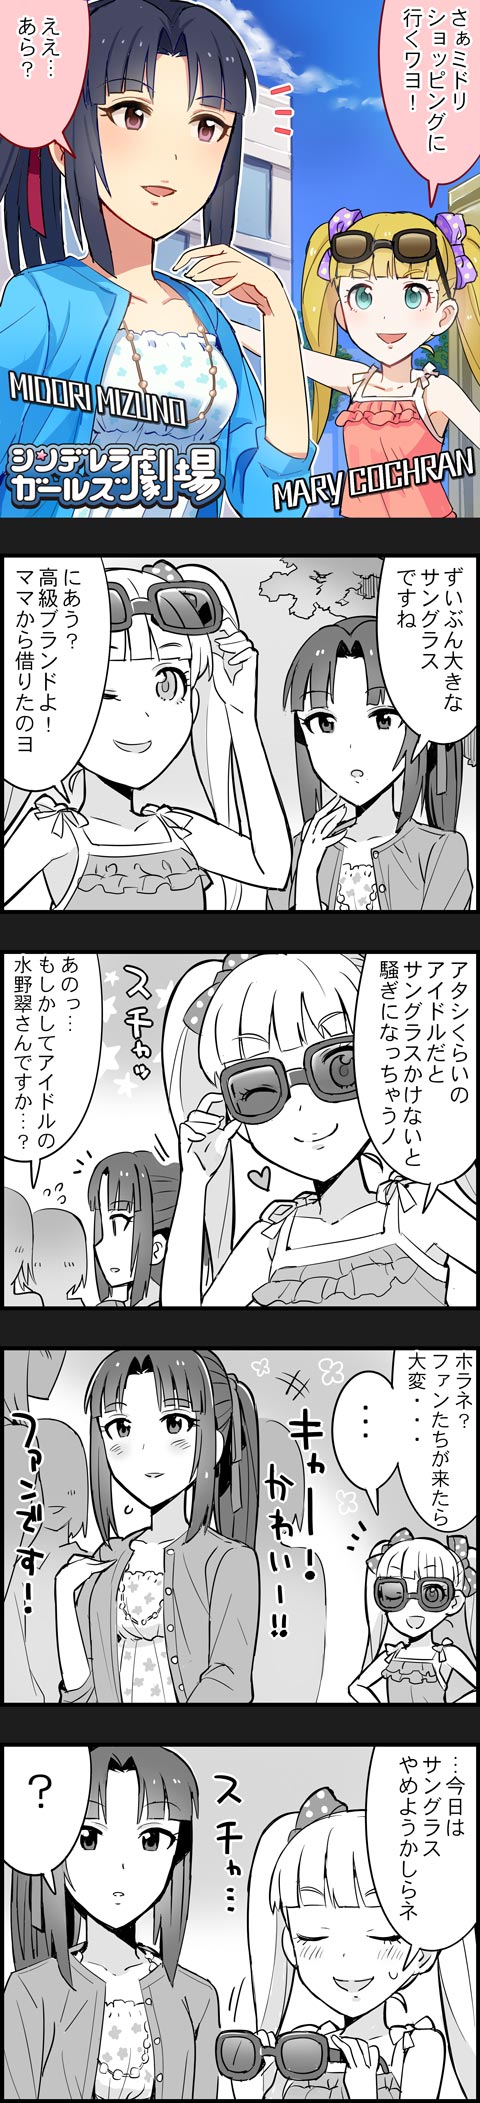 さぁミドリ
ショッピングに
行くワヨ！
ええ…
あら？
MIDORI MIZUNO
シンデレラ
ガールズ劇場
MARY COCHRAN
ずいぶん大きな
サングラス
ですね
にあう？
高級ブランドよ！
ママから借りたのヨ
アタシくらいの
アイドルだと
サングラスかけないと
騒ぎになっちゃうノ
スチャッ
あのっ…
もしかしてアイドルの
水野翠さんですか…？
ホラネ？
ファンたちが来たら
大変・・・
・・・
キャー！
かわいー！！
ファンです！
…今日は
サングラス
やめようかしらネ
スチャ…
？